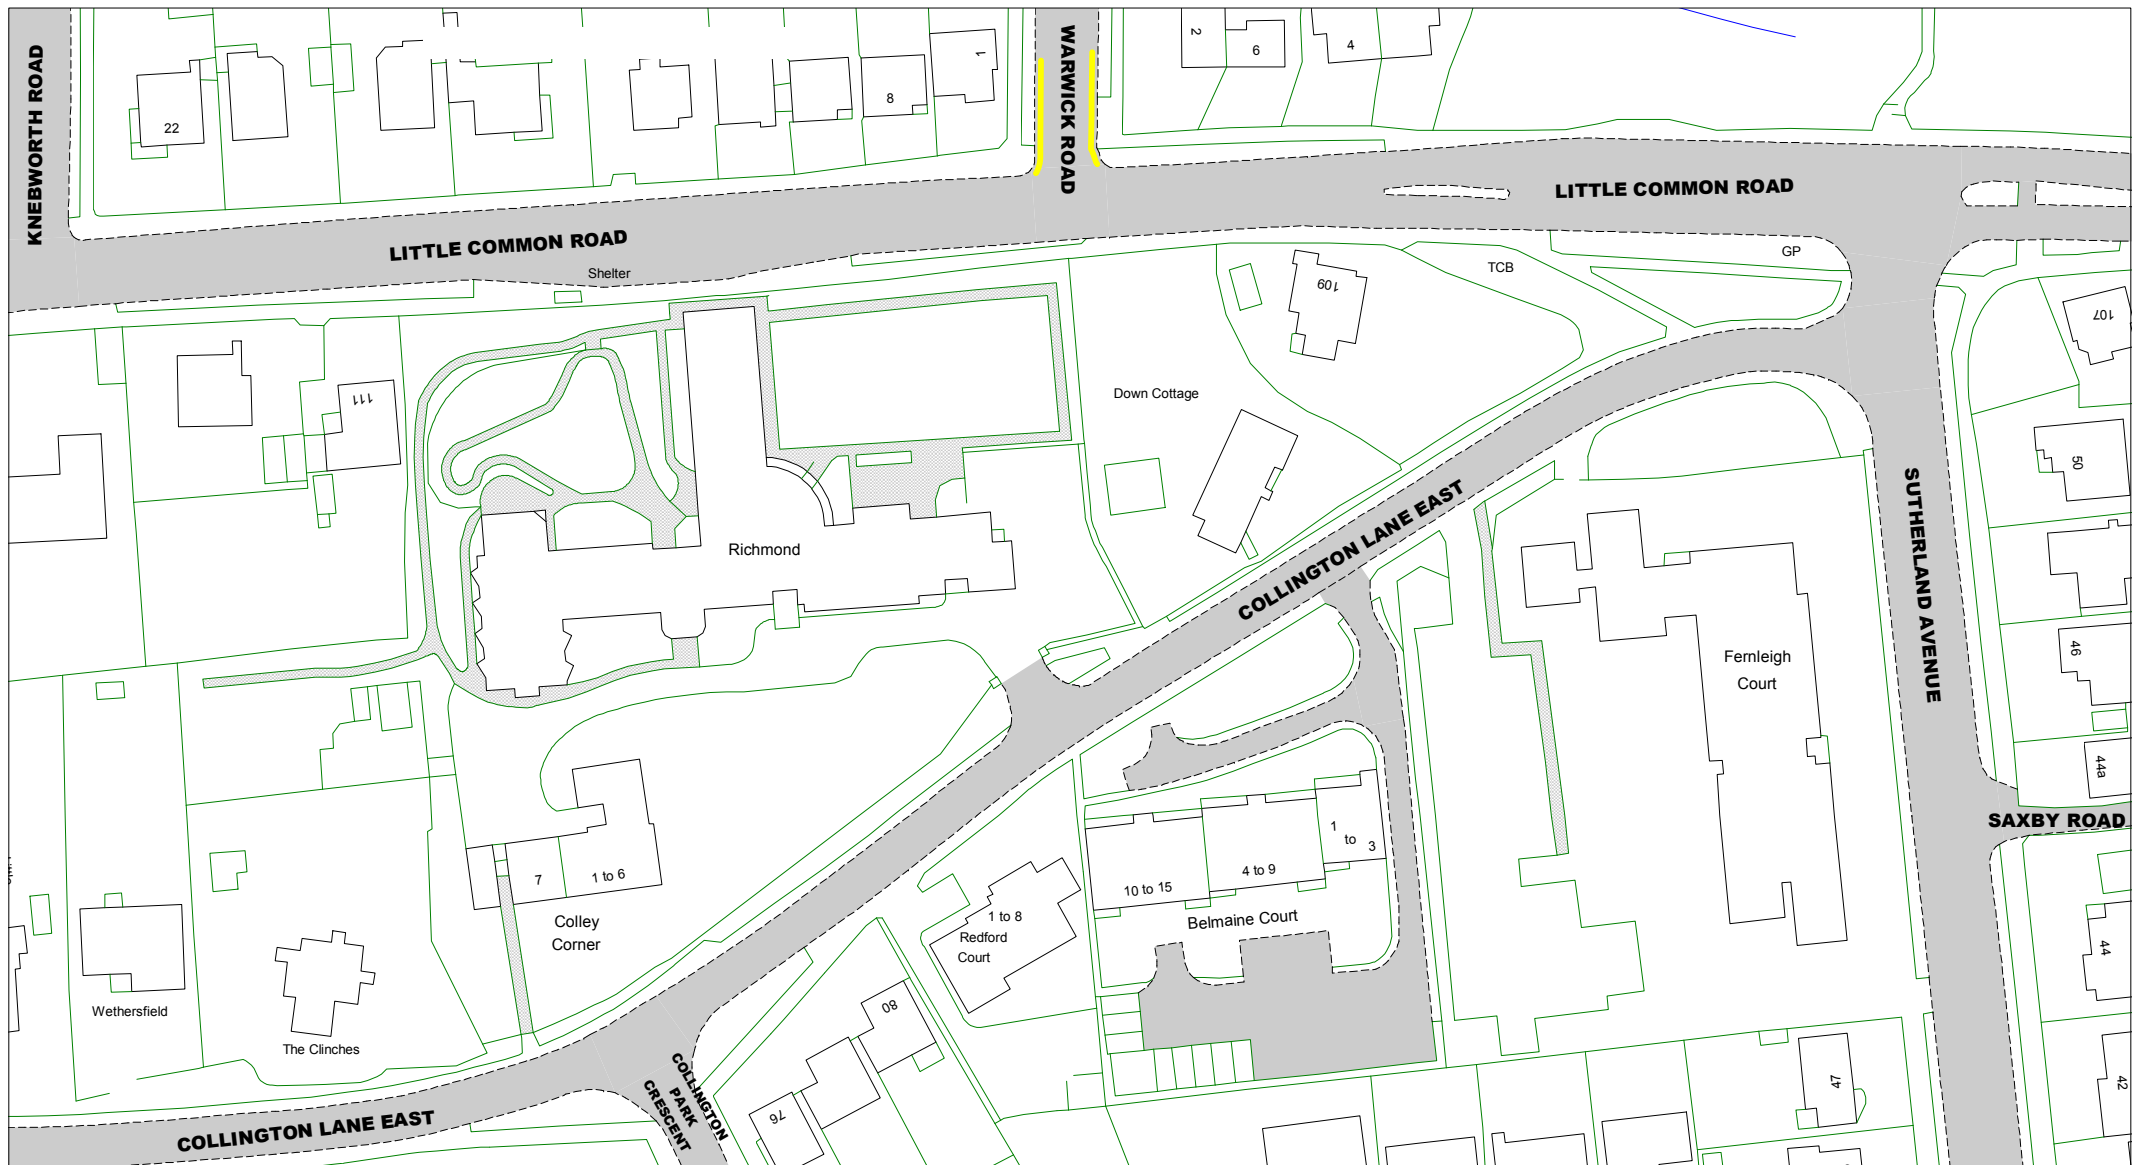 KNEBWORTH ROAD
22
8
1
WARWICK ROAD
2
6
4
LITTLE COMMON ROAD
LITTLE COMMON ROAD
Shelter
109
TCB
GP
107
111
Down Cottage
50
Richmond
COLLINGTON LANE EAST
SUTHERLAND AVENUE
46
Fernleigh
Court
44a
SAXBY ROAD
7
1 to 6
Colley
Corner
1
to
3
4 to 9
10 to 15
Belmaine Court
1 to 8
Redford
Court
44
Wethersfield
The Clinches
80
76
47
42
COLLINGTON
PARK
CRESCENT
COLLINGTON LANE EAST